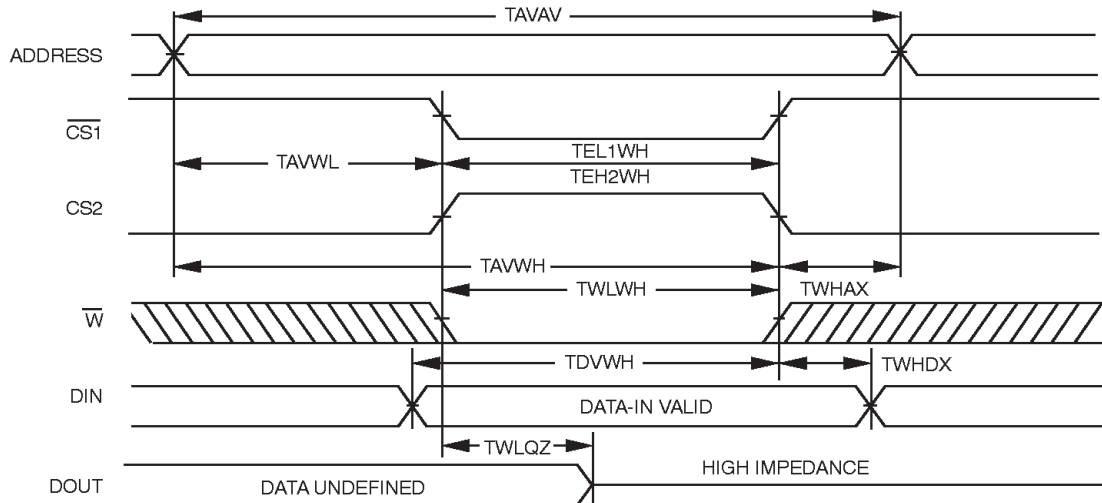 TAVAV
ADDRESS
CS1
TAVWL
TEL1WH
TEH2WH
CS2
TAVWH
TWLWH
TWHAX
W
TDVWH
TWHDX
DIN
DATA-IN VALID
TWLQZ
HIGH IMPEDANCE
DOUT
DATA UNDEFINED